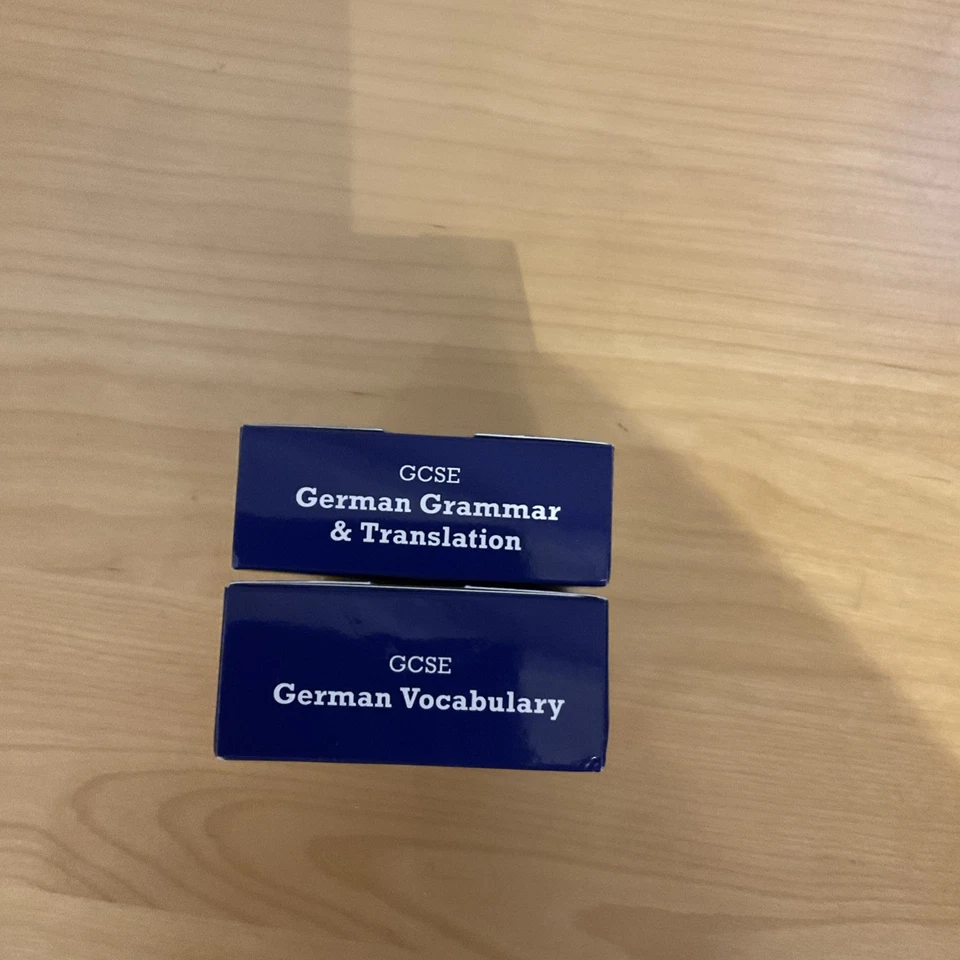 GCSE
German Grammar
& Translation
GCSE
German Vocabulary